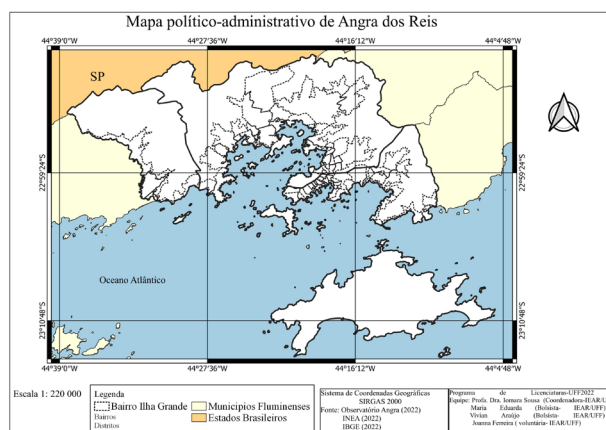 Mapa político-administrativo de Angra dos Reis
44°39'0"W 44°27'36"W 44°16'12"W 44°4'48"W
SP
22°59'24"S 22°59'24"S
Oceano Atlântico
23°10'48"S 23°10'48"S
44°39'0"W 44°27'36"W 44°16'12"W 44°4'48"W
Escala 1: 220 000
Legenda
Bairro Ilha Grande
Bairros
Distritos
Municípios Fluminenses
Estados Brasileiros
Sistema de Coordenadas Geográficas
SIRGAS 2000
Fonte: Observatório Angra (2022)
INEA (2022)
IBGE (2022)
Programa de Licenciaturas-UFF2022
Equipe: Profa. Dra. Iomara Sousa (Coordenadora-IEAR/U
Maria Eduarda (Bolsista- IEAR/UFF)
Vivian Araújo (Bolsista- IEAR/UFF)
Joanna Ferreira ( voluntária- IEAR/UFF)